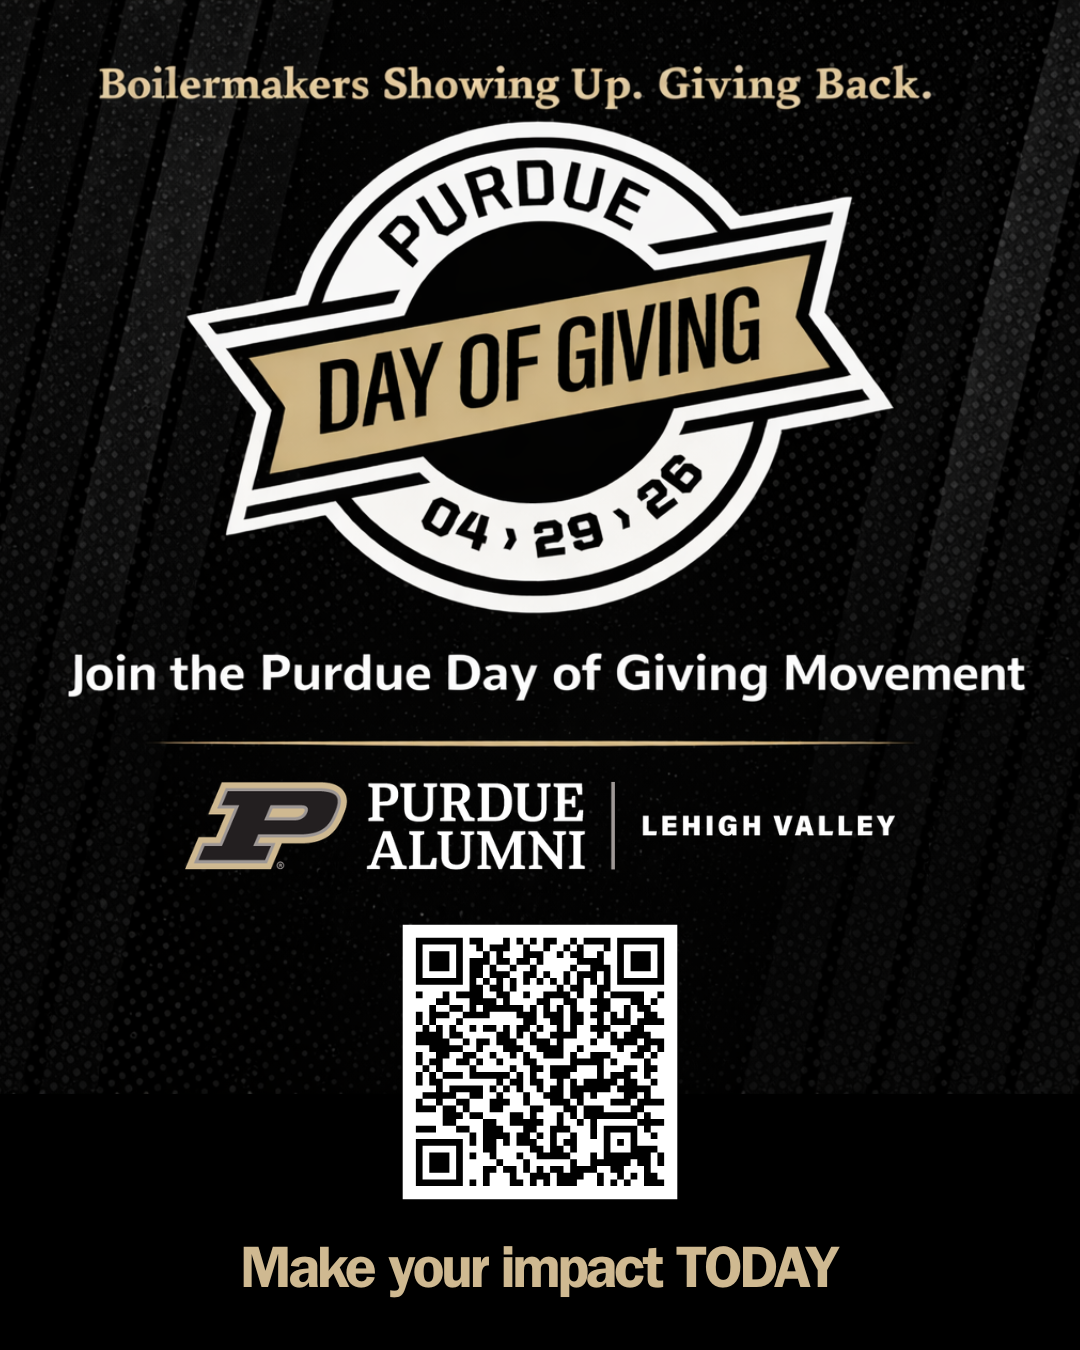 Boilermakers Showing Up. Giving Back.
PURDUE
DAY OF GIVING
04 › 29 › 26
Join the Purdue Day of Giving Movement
P®
PURDUE
ALUMNI
LEHIGH VALLEY
Make your impact TODAY